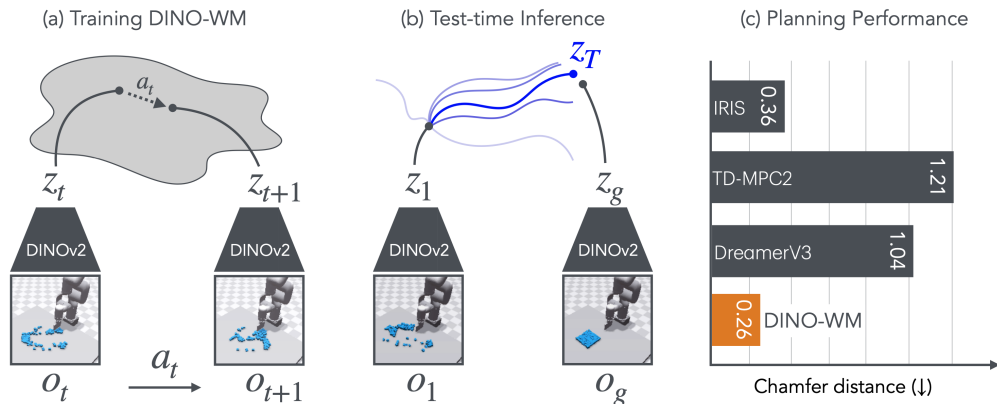 (a) Training DINO-WM
a_t
z_t
z_{t+1}
DINOv2
DINOv2
o_t
a_t
o_{t+1}
(b) Test-time Inference
z_T
z_1
z_g
DINOv2
DINOv2
o_1
o_g
(c) Planning Performance
IRIS 0.36
TD-MPC2 1.21
DreamerV3 1.04
0.26 DINO-WM
Chamfer distance (↓)